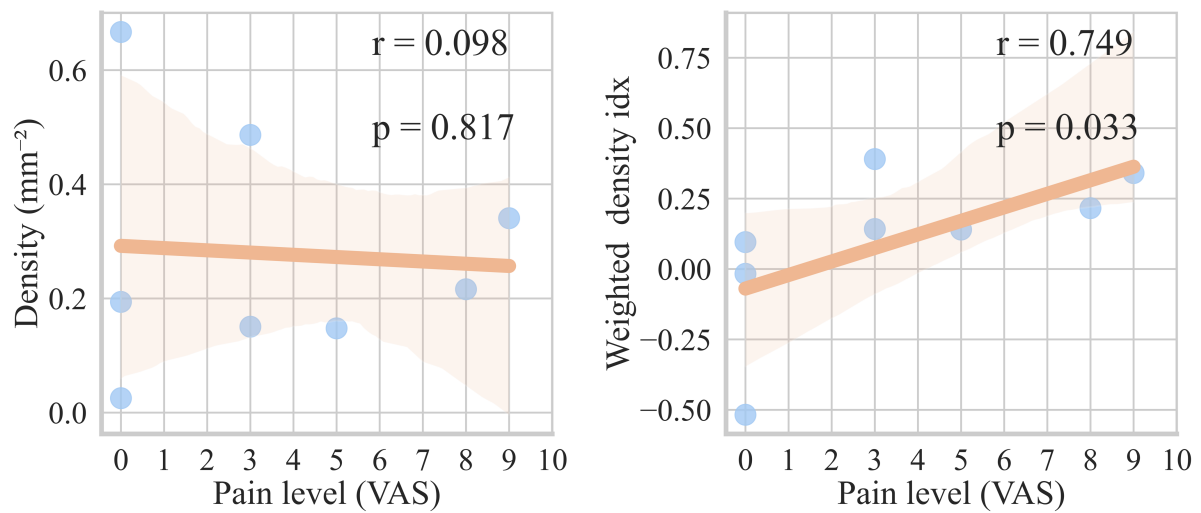 r = 0.098
p = 0.817
0.6
0.4
0.2
0.0
Density (mm⁻²)
0 1 2 3 4 5 6 7 8 9 10
Pain level (VAS)
r = 0.749
p = 0.033
0.75
0.50
0.25
0.00
−0.25
−0.50
Weighted density idx
0 1 2 3 4 5 6 7 8 9 10
Pain level (VAS)